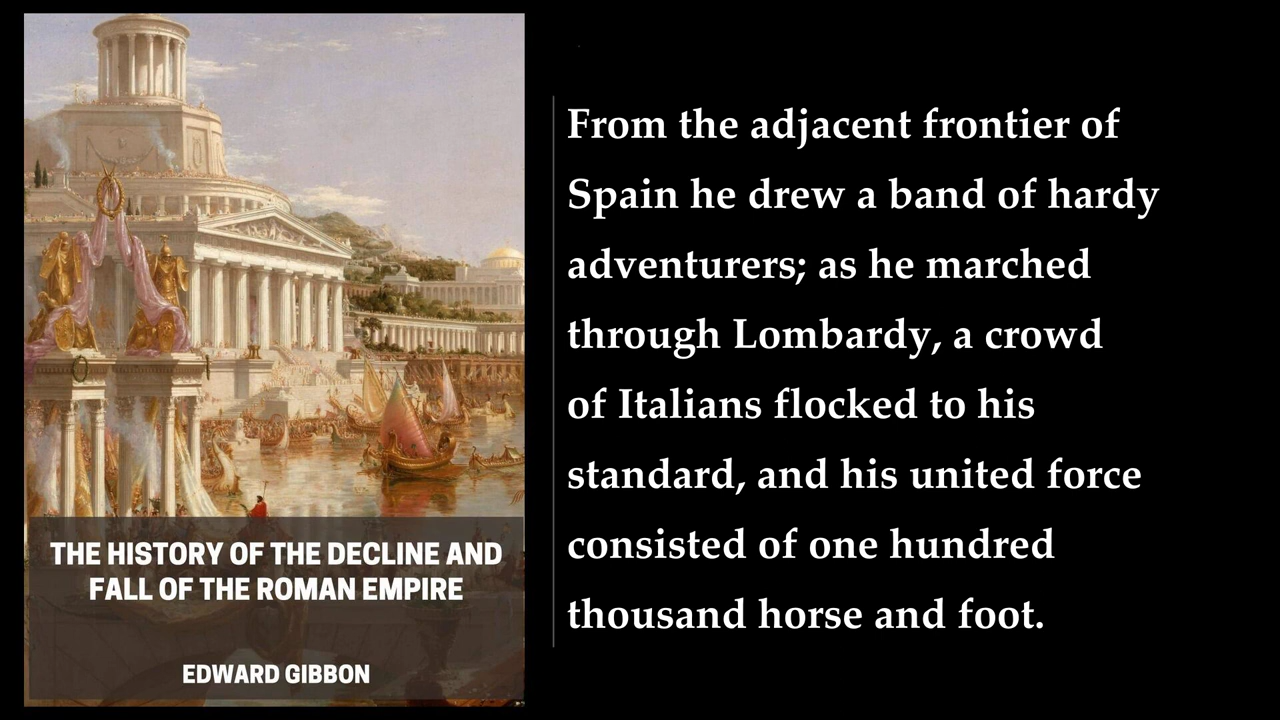 THE HISTORY OF THE DECLINE AND
FALL OF THE ROMAN EMPIRE
EDWARD GIBBON
From the adjacent frontier of
Spain he drew a band of hardy
adventurers; as he marched
through Lombardy, a crowd
of Italians flocked to his
standard, and his united force
consisted of one hundred
thousand horse and foot.